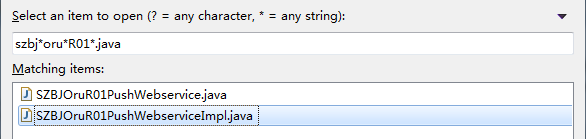 Select an item to open (? = any character, * = any string):
szbj*oru*R01*.java
Matching items:
SZBJOruR01PushWebservice.java
SZBJOruR01PushWebserviceImpl.java